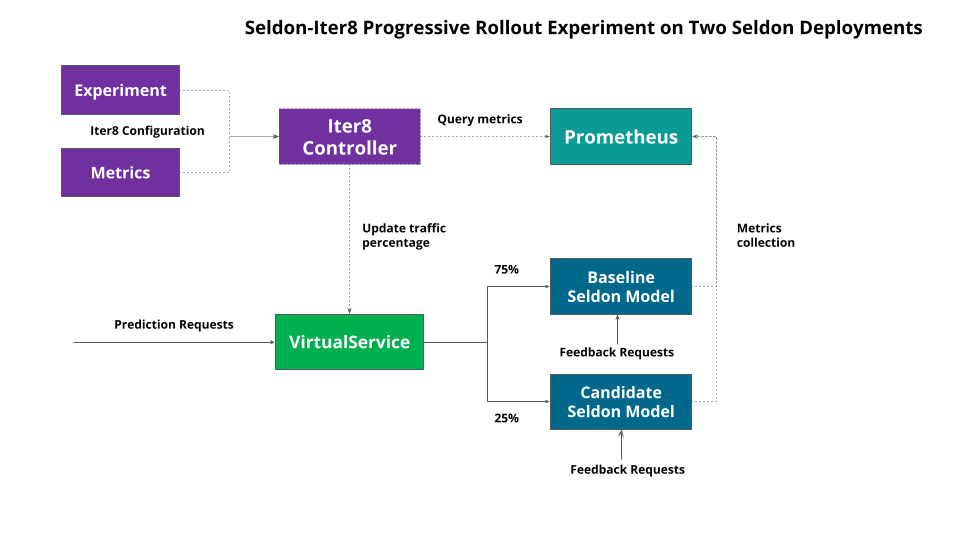 Seldon-Iter8 Progressive Rollout Experiment on Two Seldon Deployments
Experiment
Iter8 Configuration
Metrics
Iter8
Controller
Query metrics
Prometheus
Update traffic
percentage
Metrics
collection
Prediction Requests
VirtualService
75%
Baseline
Seldon Model
Feedback Requests
25%
Candidate
Seldon Model
Feedback Requests